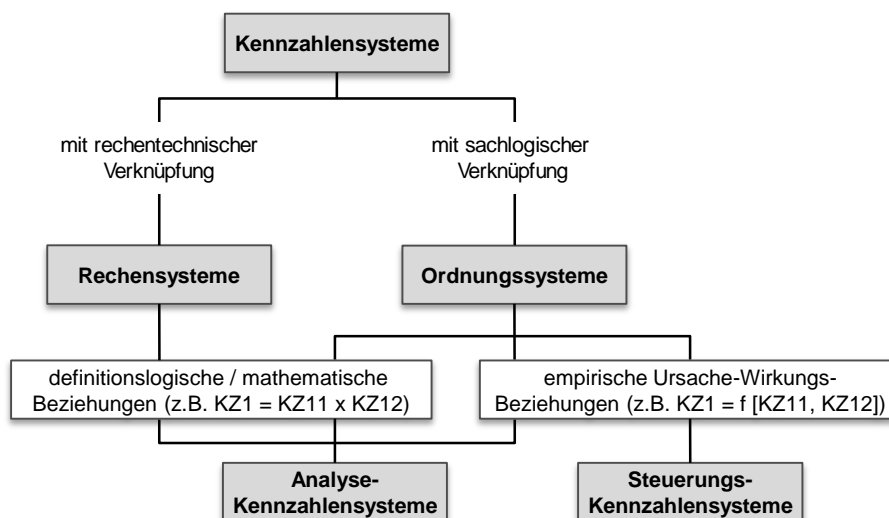 Kennzahlensysteme
mit rechentechnischer
Verknüpfung
mit sachlogischer
Verknüpfung
Rechensysteme
Ordnungssysteme
definitionslogische / mathematische
Beziehungen (z.B. KZ1 = KZ11 x KZ12)
empirische Ursache-Wirkungs-
Beziehungen (z.B. KZ1 = f [KZ11, KZ12])
Analyse-
Kennzahlensysteme
Steuerungs-
Kennzahlensysteme